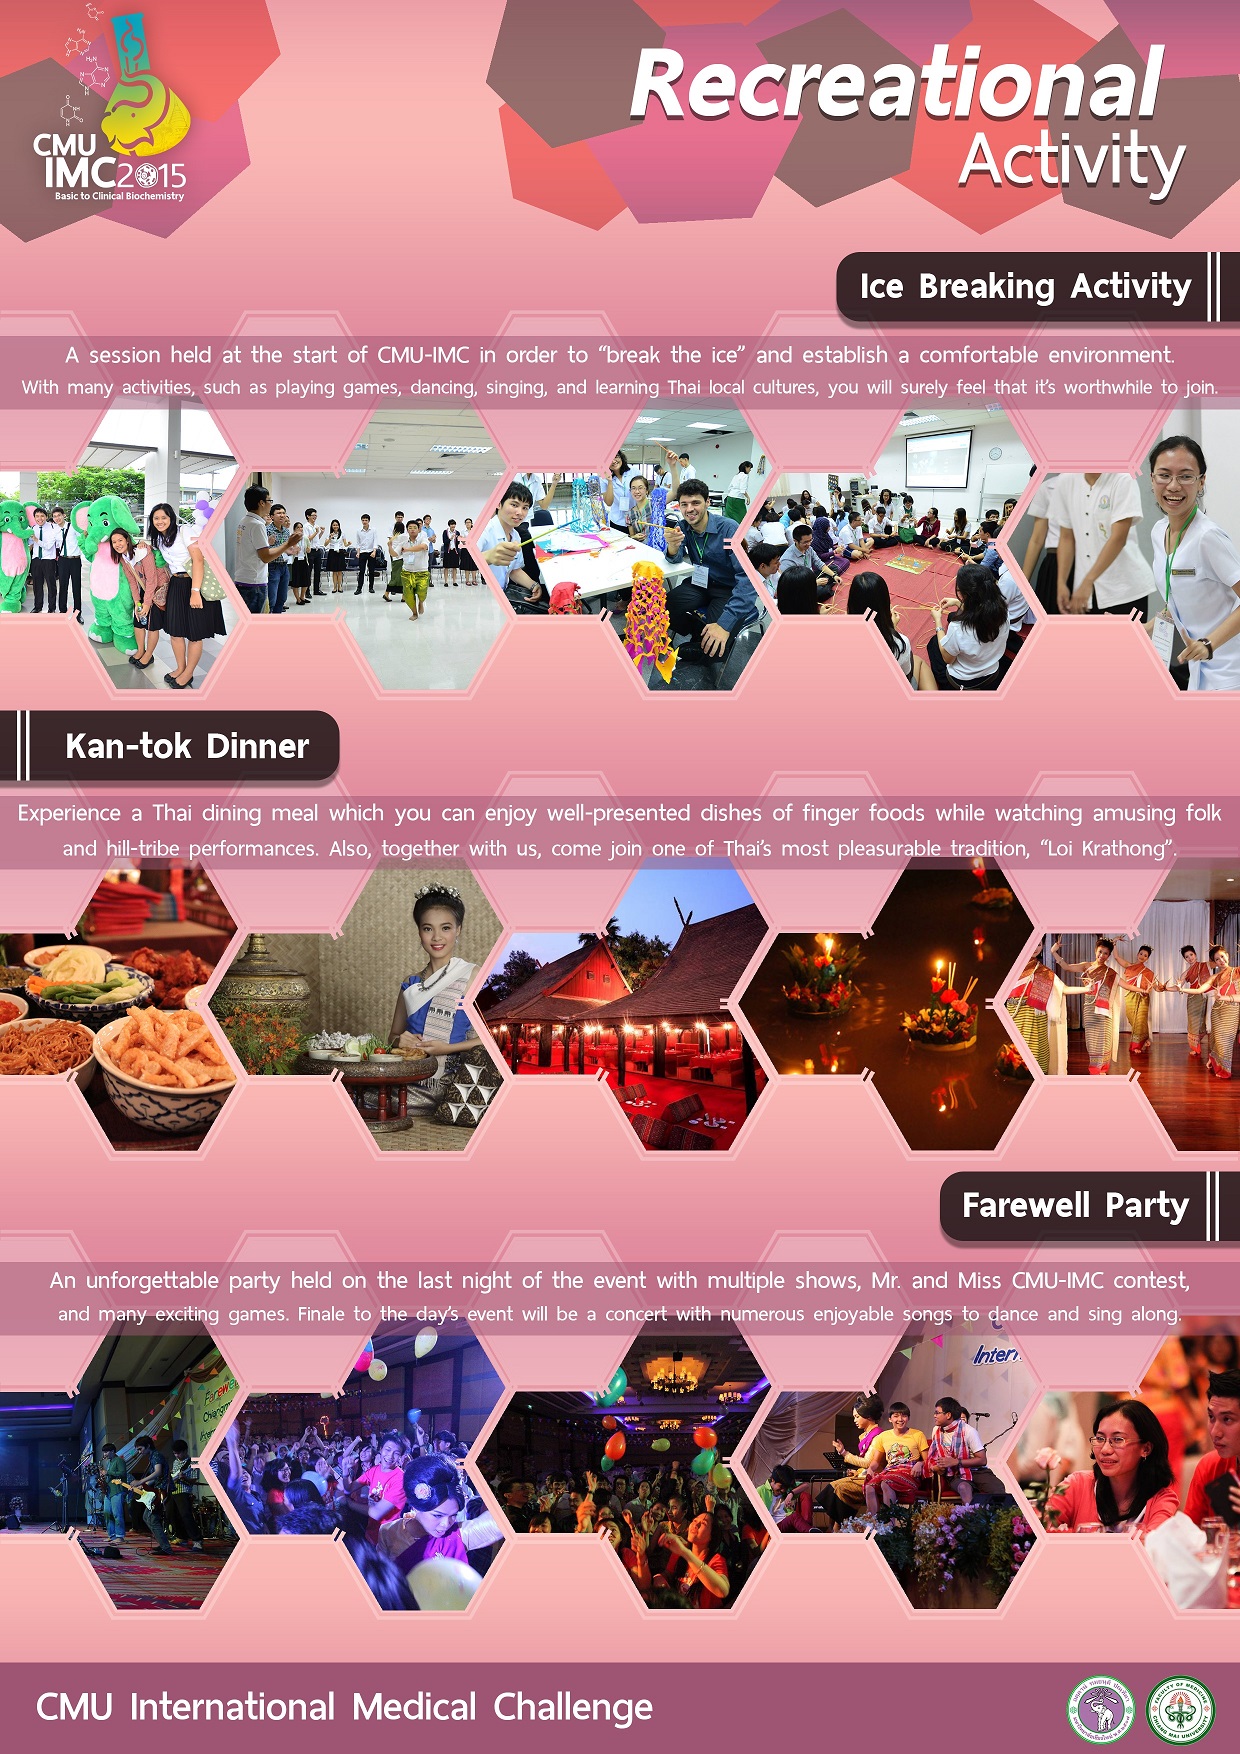 CMU
IMC2015
Basic to Clinical Biochemistry
Recreational
Activity
Ice Breaking Activity
A session held at the start of CMU-IMC in order to “break the ice” and establish a comfortable environment.
With many activities, such as playing games, dancing, singing, and learning Thai local cultures, you will surely feel that it’s worthwhile to join.
Kan-tok Dinner
Experience a Thai dining meal which you can enjoy well-presented dishes of finger foods while watching amusing folk
and hill-tribe performances. Also, together with us, come join one of Thai’s most pleasurable tradition, “Loi Krathong”.
Farewell Party
An unforgettable party held on the last night of the event with multiple shows, Mr. and Miss CMU-IMC contest,
and many exciting games. Finale to the day’s event will be a concert with numerous enjoyable songs to dance and sing along.
CMU International Medical Challenge
FACULTY OF MEDICINE
CHIANG MAI UNIVERSITY